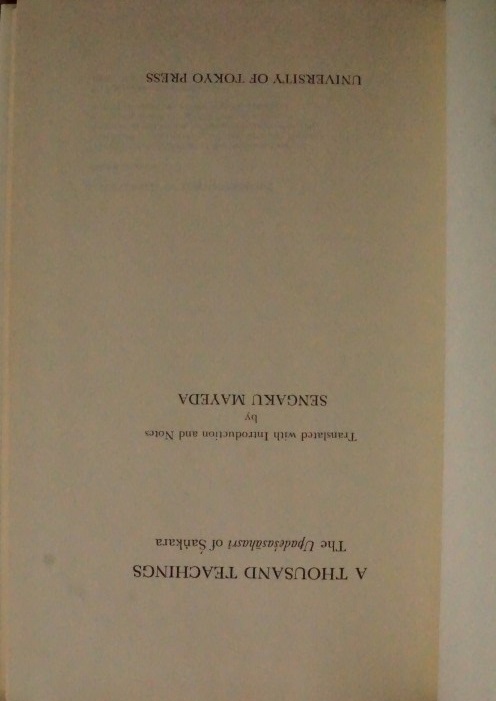 A THOUSAND TEACHINGS
The Upadeśasāhasrī of Śaṅkara
Translated with Introduction and Notes
by
SENGAKU MAYEDA
UNIVERSITY OF TOKYO PRESS